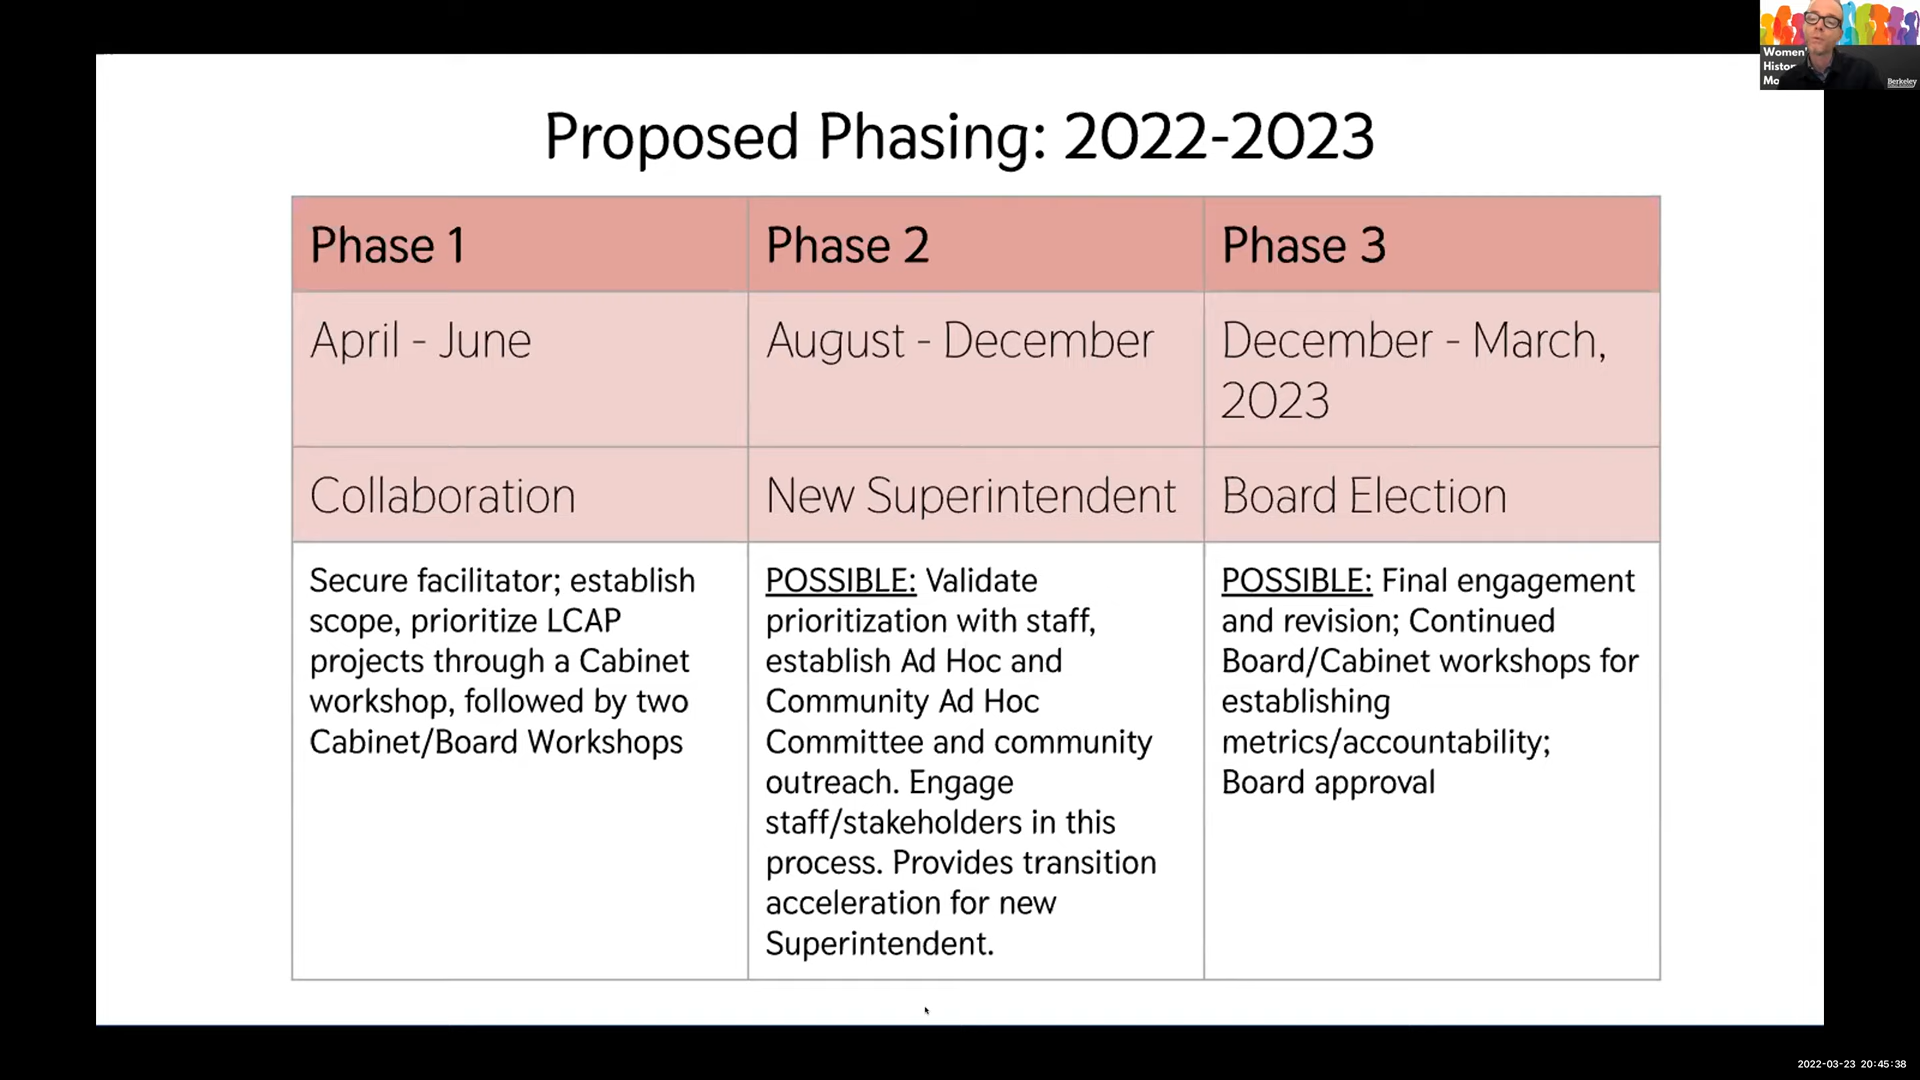 Women'
Histor
Mo
Berkeley
Proposed Phasing: 2022-2023
Phase 1
Phase 2
Phase 3
April - June
August - December
December - March,
2023
Collaboration
New Superintendent
Board Election
Secure facilitator; establish
scope, prioritize LCAP
projects through a Cabinet
workshop, followed by two
Cabinet/Board Workshops
POSSIBLE: Validate
prioritization with staff,
establish Ad Hoc and
Community Ad Hoc
Committee and community
outreach. Engage
staff/stakeholders in this
process. Provides transition
acceleration for new
Superintendent.
POSSIBLE: Final engagement
and revision; Continued
Board/Cabinet workshops for
establishing
metrics/accountability;
Board approval
2022-03-23 20:45:38